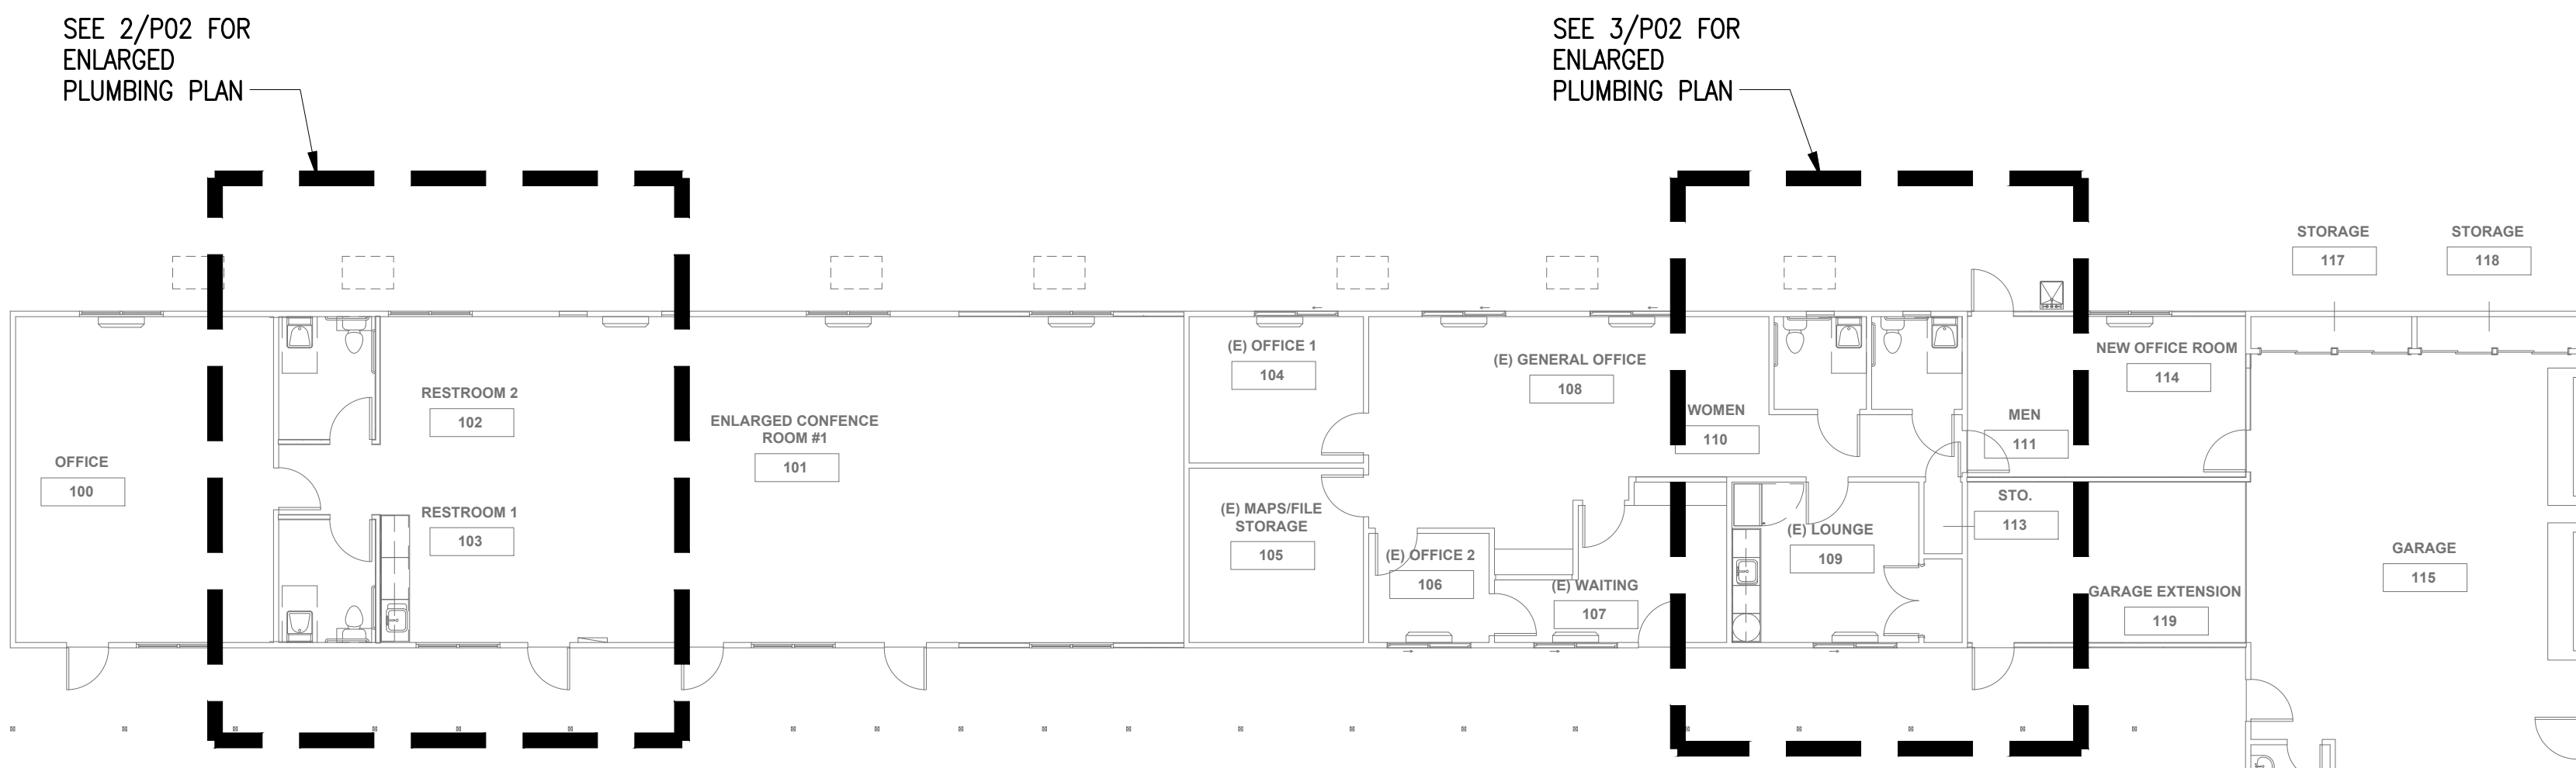 SEE 2/P02 FOR
ENLARGED
PLUMBING PLAN
SEE 3/P02 FOR
ENLARGED
PLUMBING PLAN
STORAGE
117
STORAGE
118
OFFICE
100
RESTROOM 2
102
RESTROOM 1
103
ENLARGED CONFENCE
ROOM #1
101
(E) OFFICE 1
104
(E) MAPS/FILE
STORAGE
105
(E) GENERAL OFFICE
108
(E) OFFICE 2
106
(E) WAITING
107
WOMEN
110
(E) LOUNGE
109
MEN
111
STO.
113
NEW OFFICE ROOM
114
GARAGE EXTENSION
119
GARAGE
115